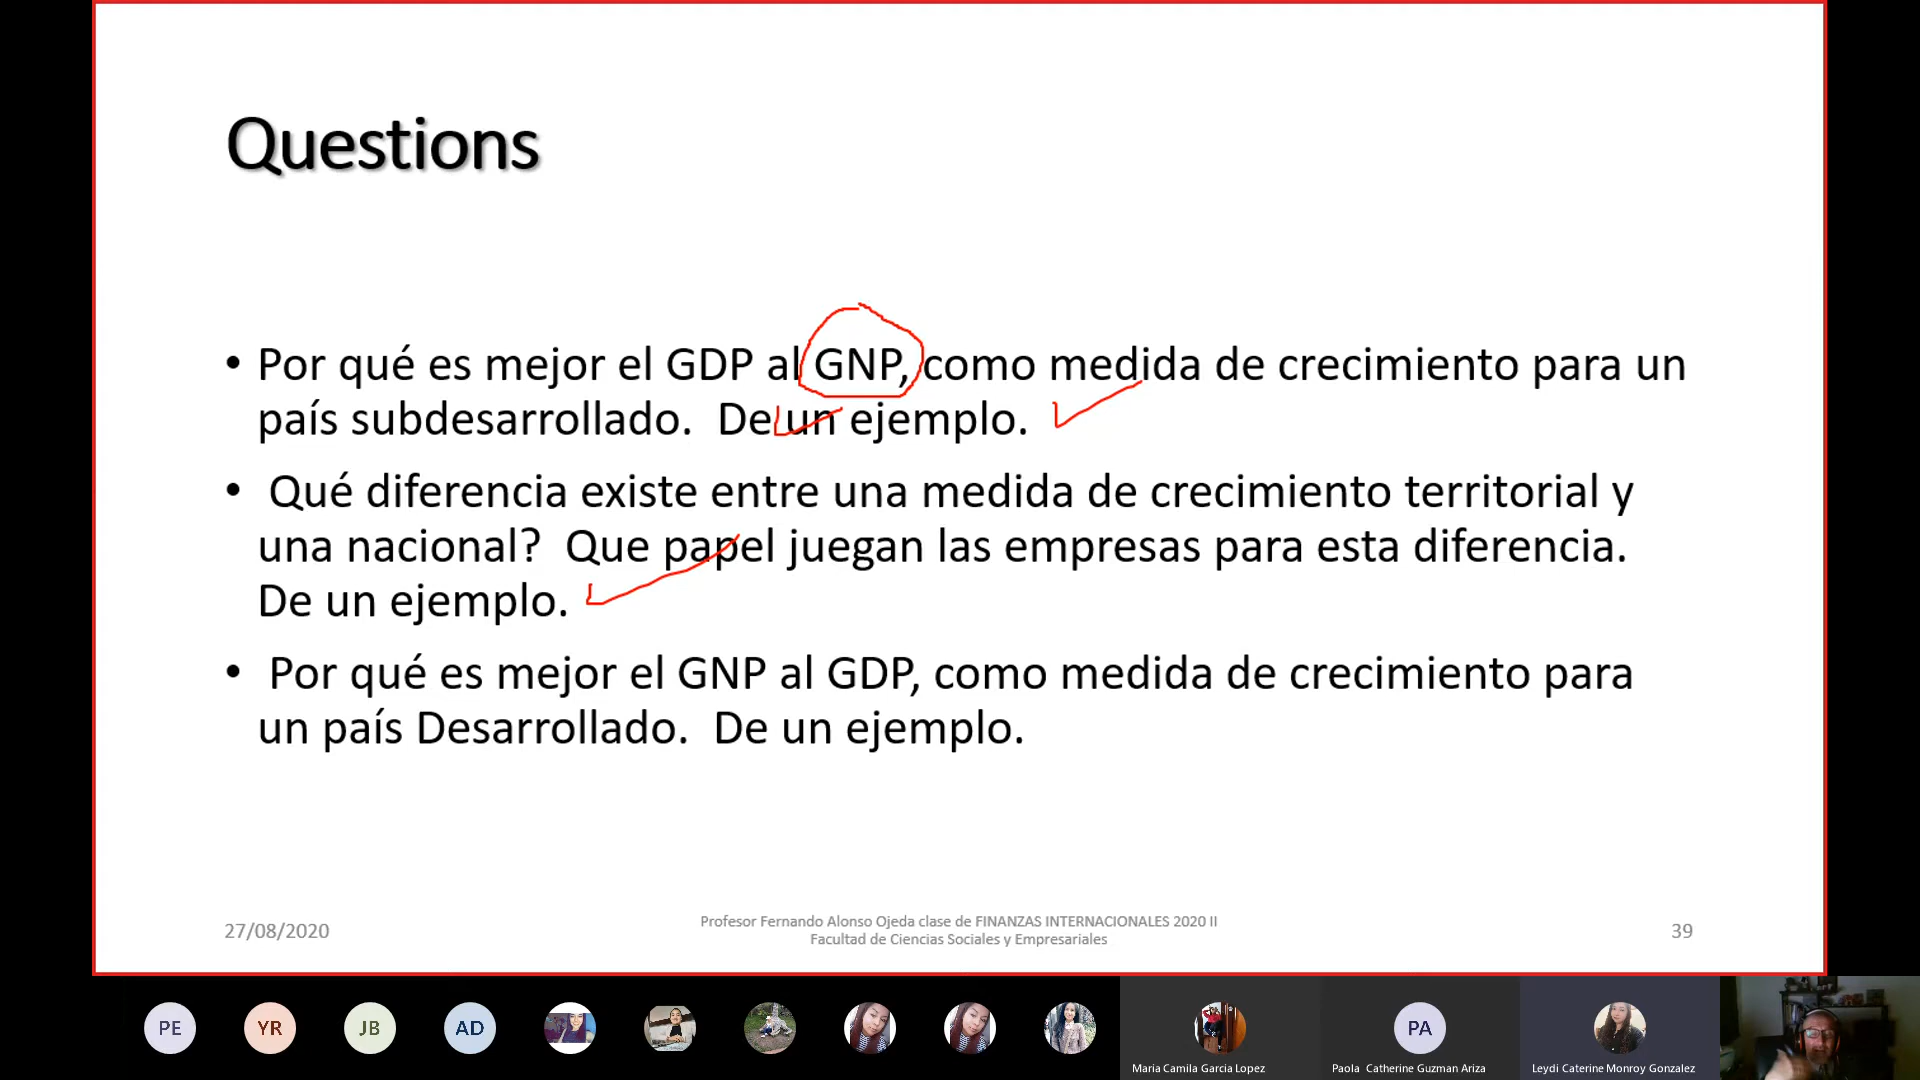 Questions
• Por qué es mejor el GDP al GNP, como medida de crecimiento para un
país subdesarrollado.  De un ejemplo.
•  Qué diferencia existe entre una medida de crecimiento territorial y
una nacional?  Que papel juegan las empresas para esta diferencia.
De un ejemplo.
•  Por qué es mejor el GNP al GDP, como medida de crecimiento para
un país Desarrollado.  De un ejemplo.
27/08/2020
Profesor Fernando Alonso Ojeda clase de FINANZAS INTERNACIONALES 2020 II
Facultad de Ciencias Sociales y Empresariales
39
PE
YR
JB
AD
PA
Maria Camila Garcia Lopez
Paola  Catherine Guzman Ariza
Leydi Caterine Monroy Gonzalez